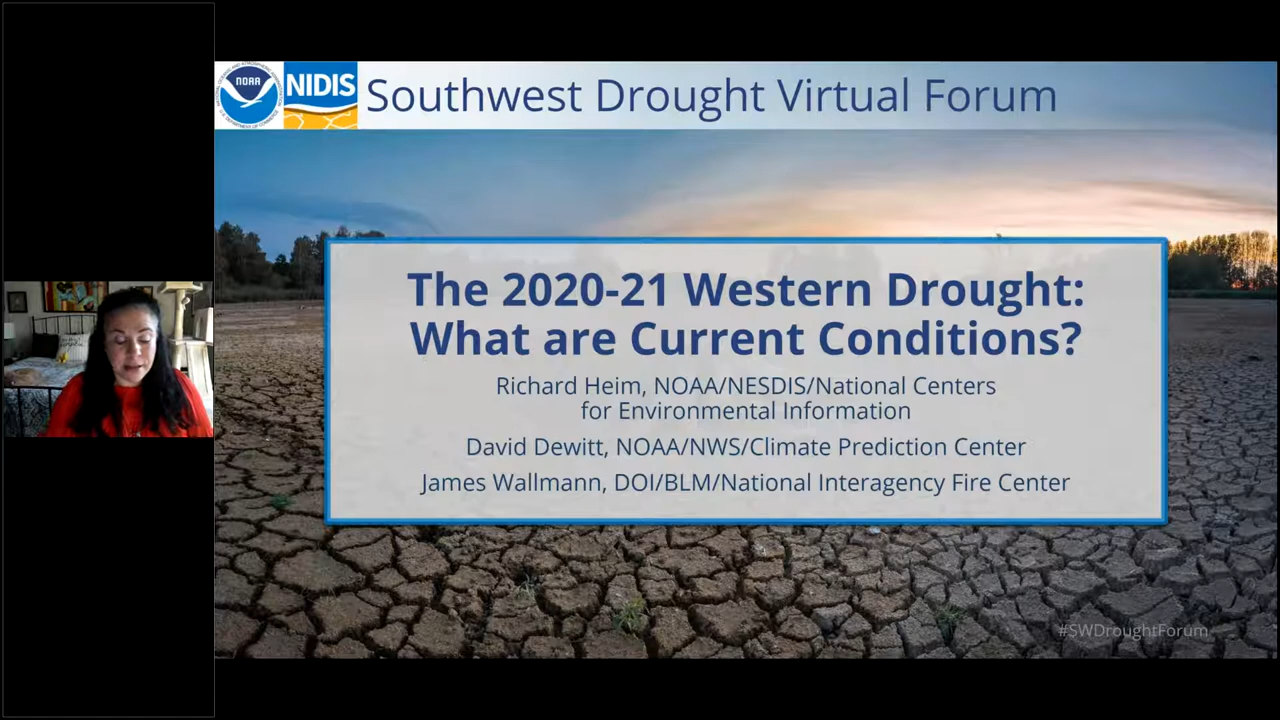 NOAA
NIDIS
Southwest Drought Virtual Forum
The 2020-21 Western Drought:
What are Current Conditions?
Richard Heim, NOAA/NESDIS/National Centers
for Environmental Information
David Dewitt, NOAA/NWS/Climate Prediction Center
James Wallmann, DOI/BLM/National Interagency Fire Center
#SWDroughtForum